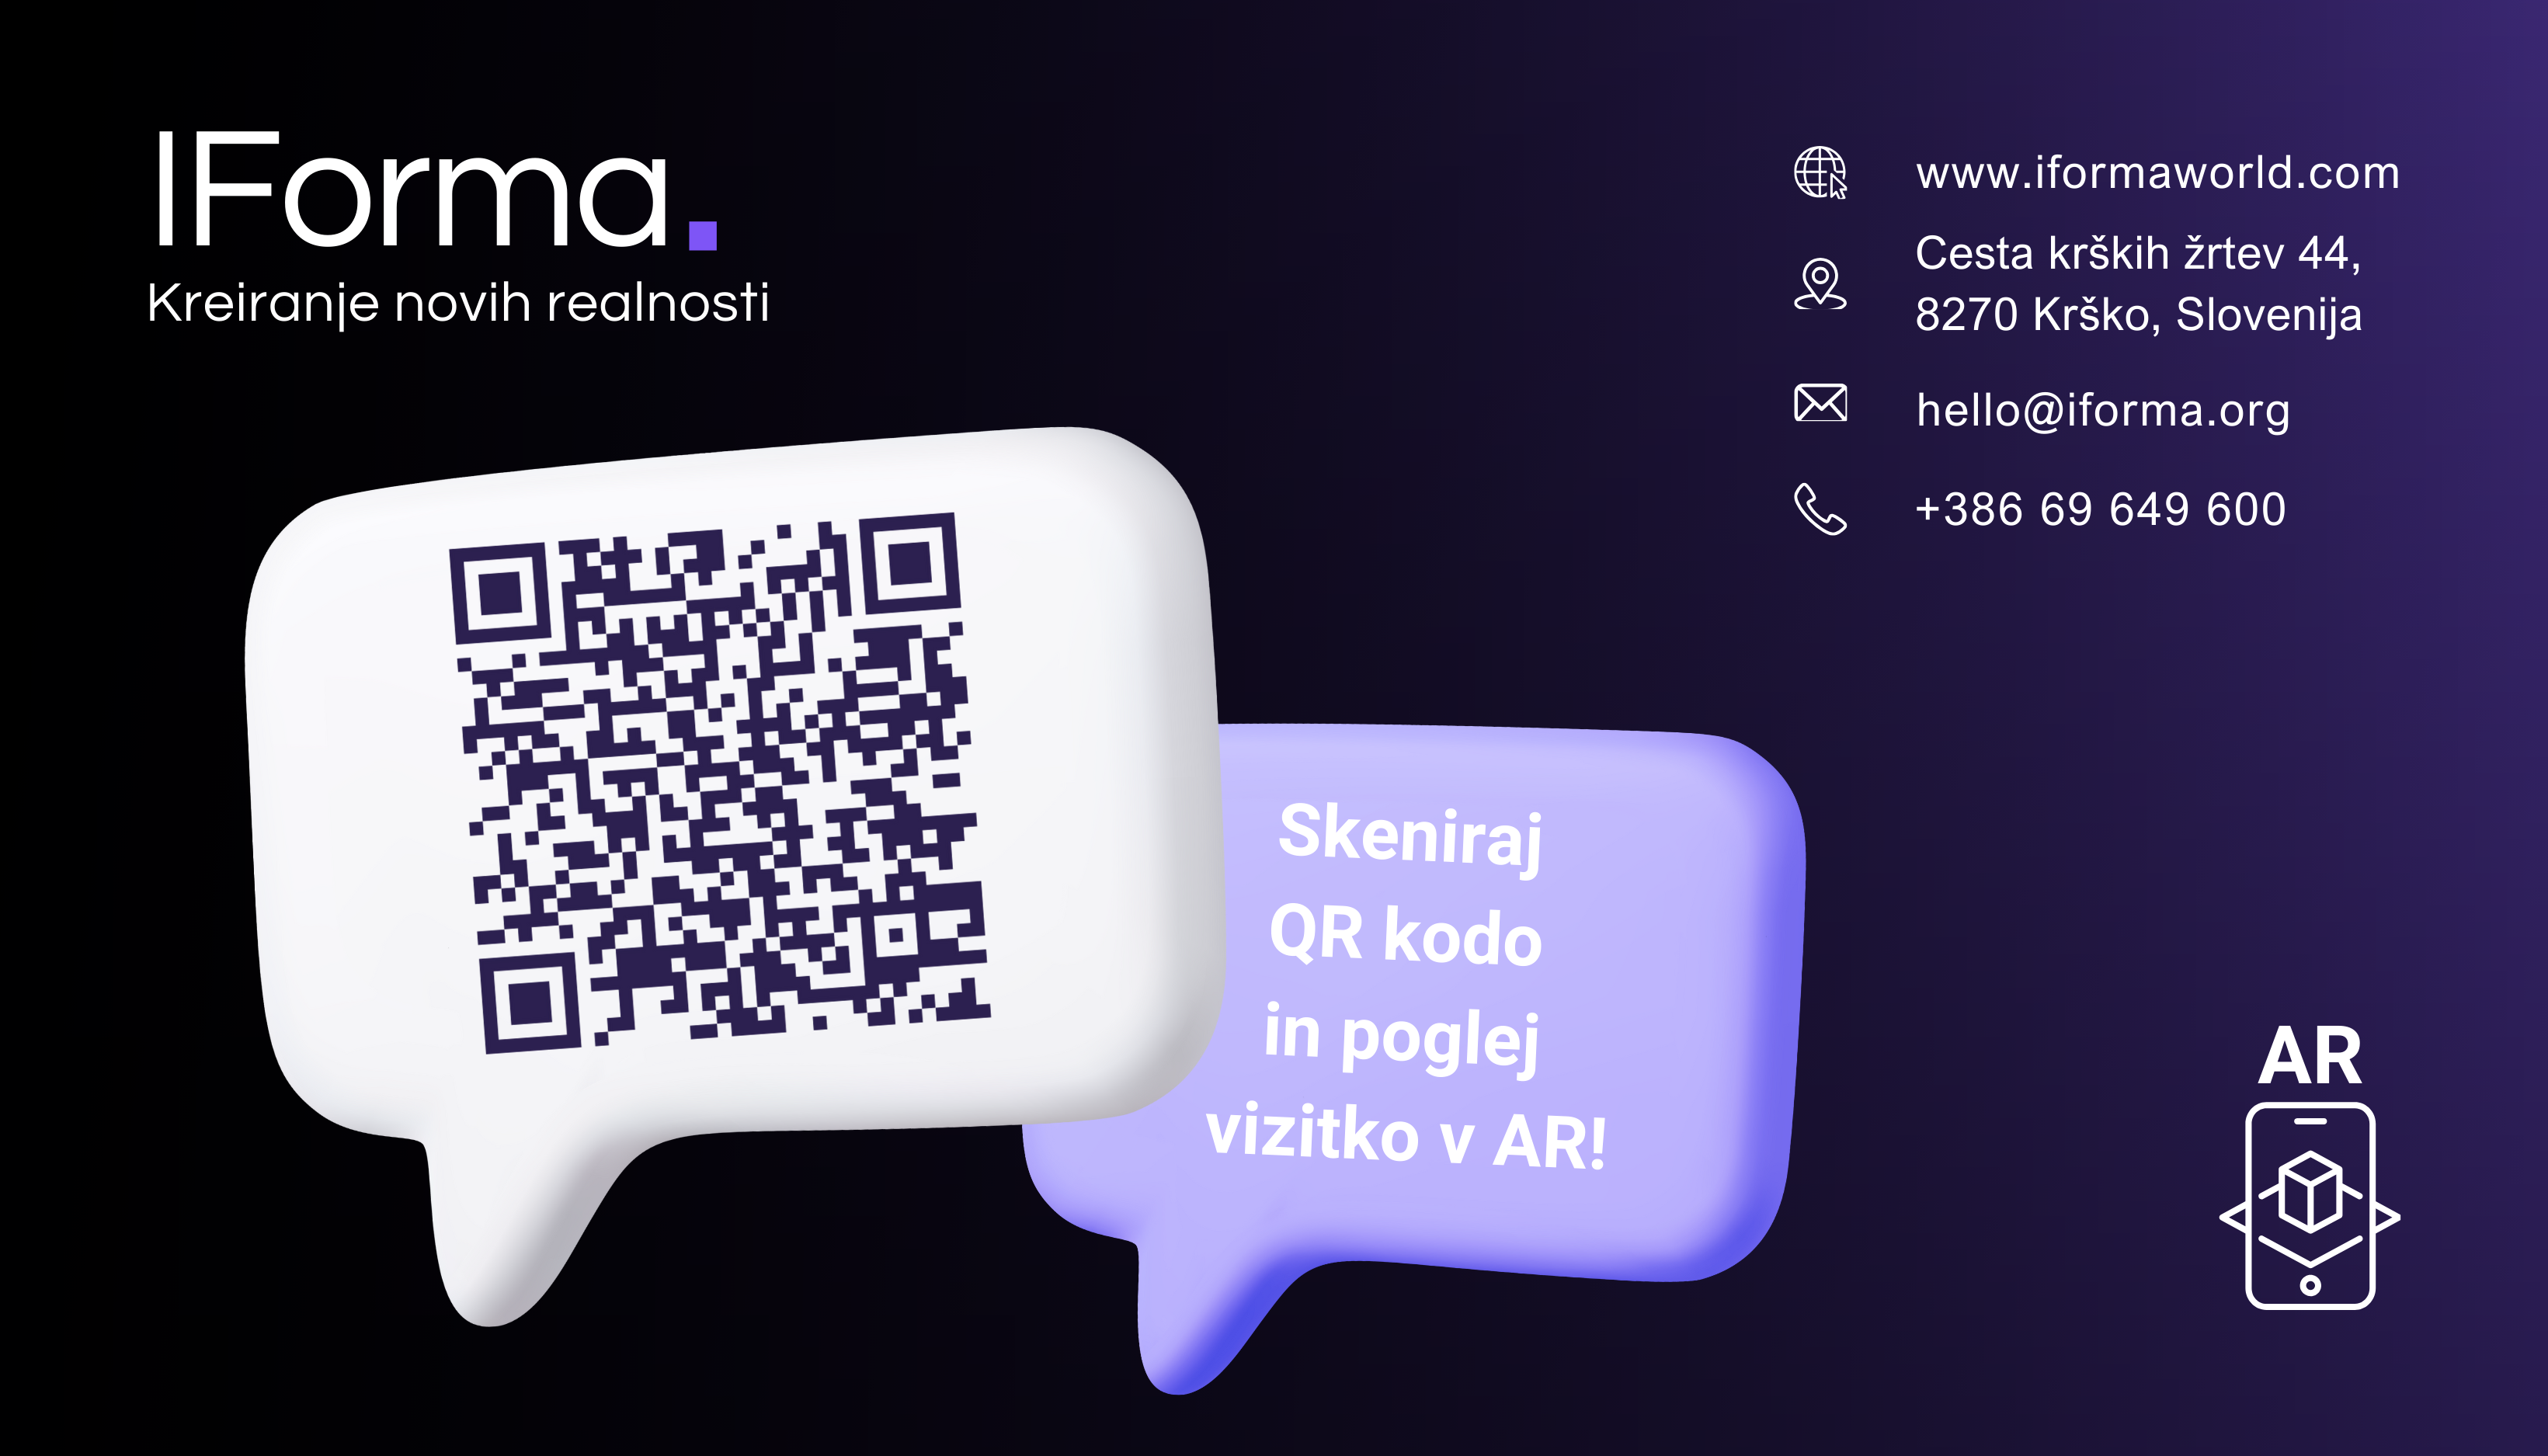 IForma.
Kreiranje novih realnosti
www.iformaworld.com
Cesta krških žrtev 44,
8270 Krško, Slovenija
hello@iforma.org
+386 69 649 600
Skeniraj
QR kodo
in poglej
vizitko v AR!
AR